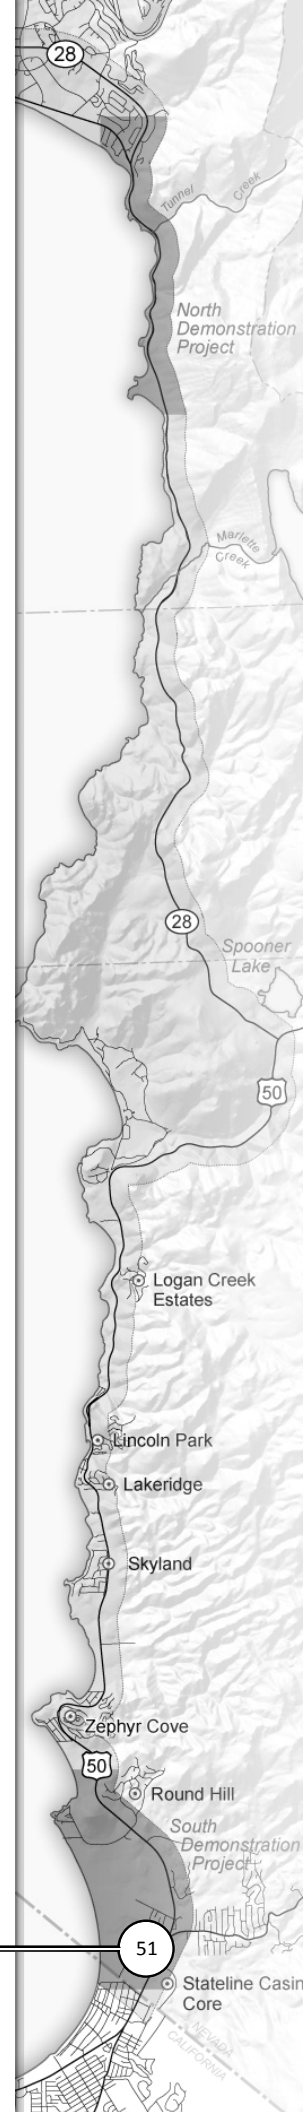 28
Tunnel Creek
North
Demonstration
Project
Marlette
Creek
28
Spooner
Lake
50
Logan Creek
Estates
Lincoln Park
Lakeridge
Skyland
Zephyr Cove
50
Round Hill
South
Demonstration
Project
51
Stateline Casin
Core
NEVADA
CALIFORNIA